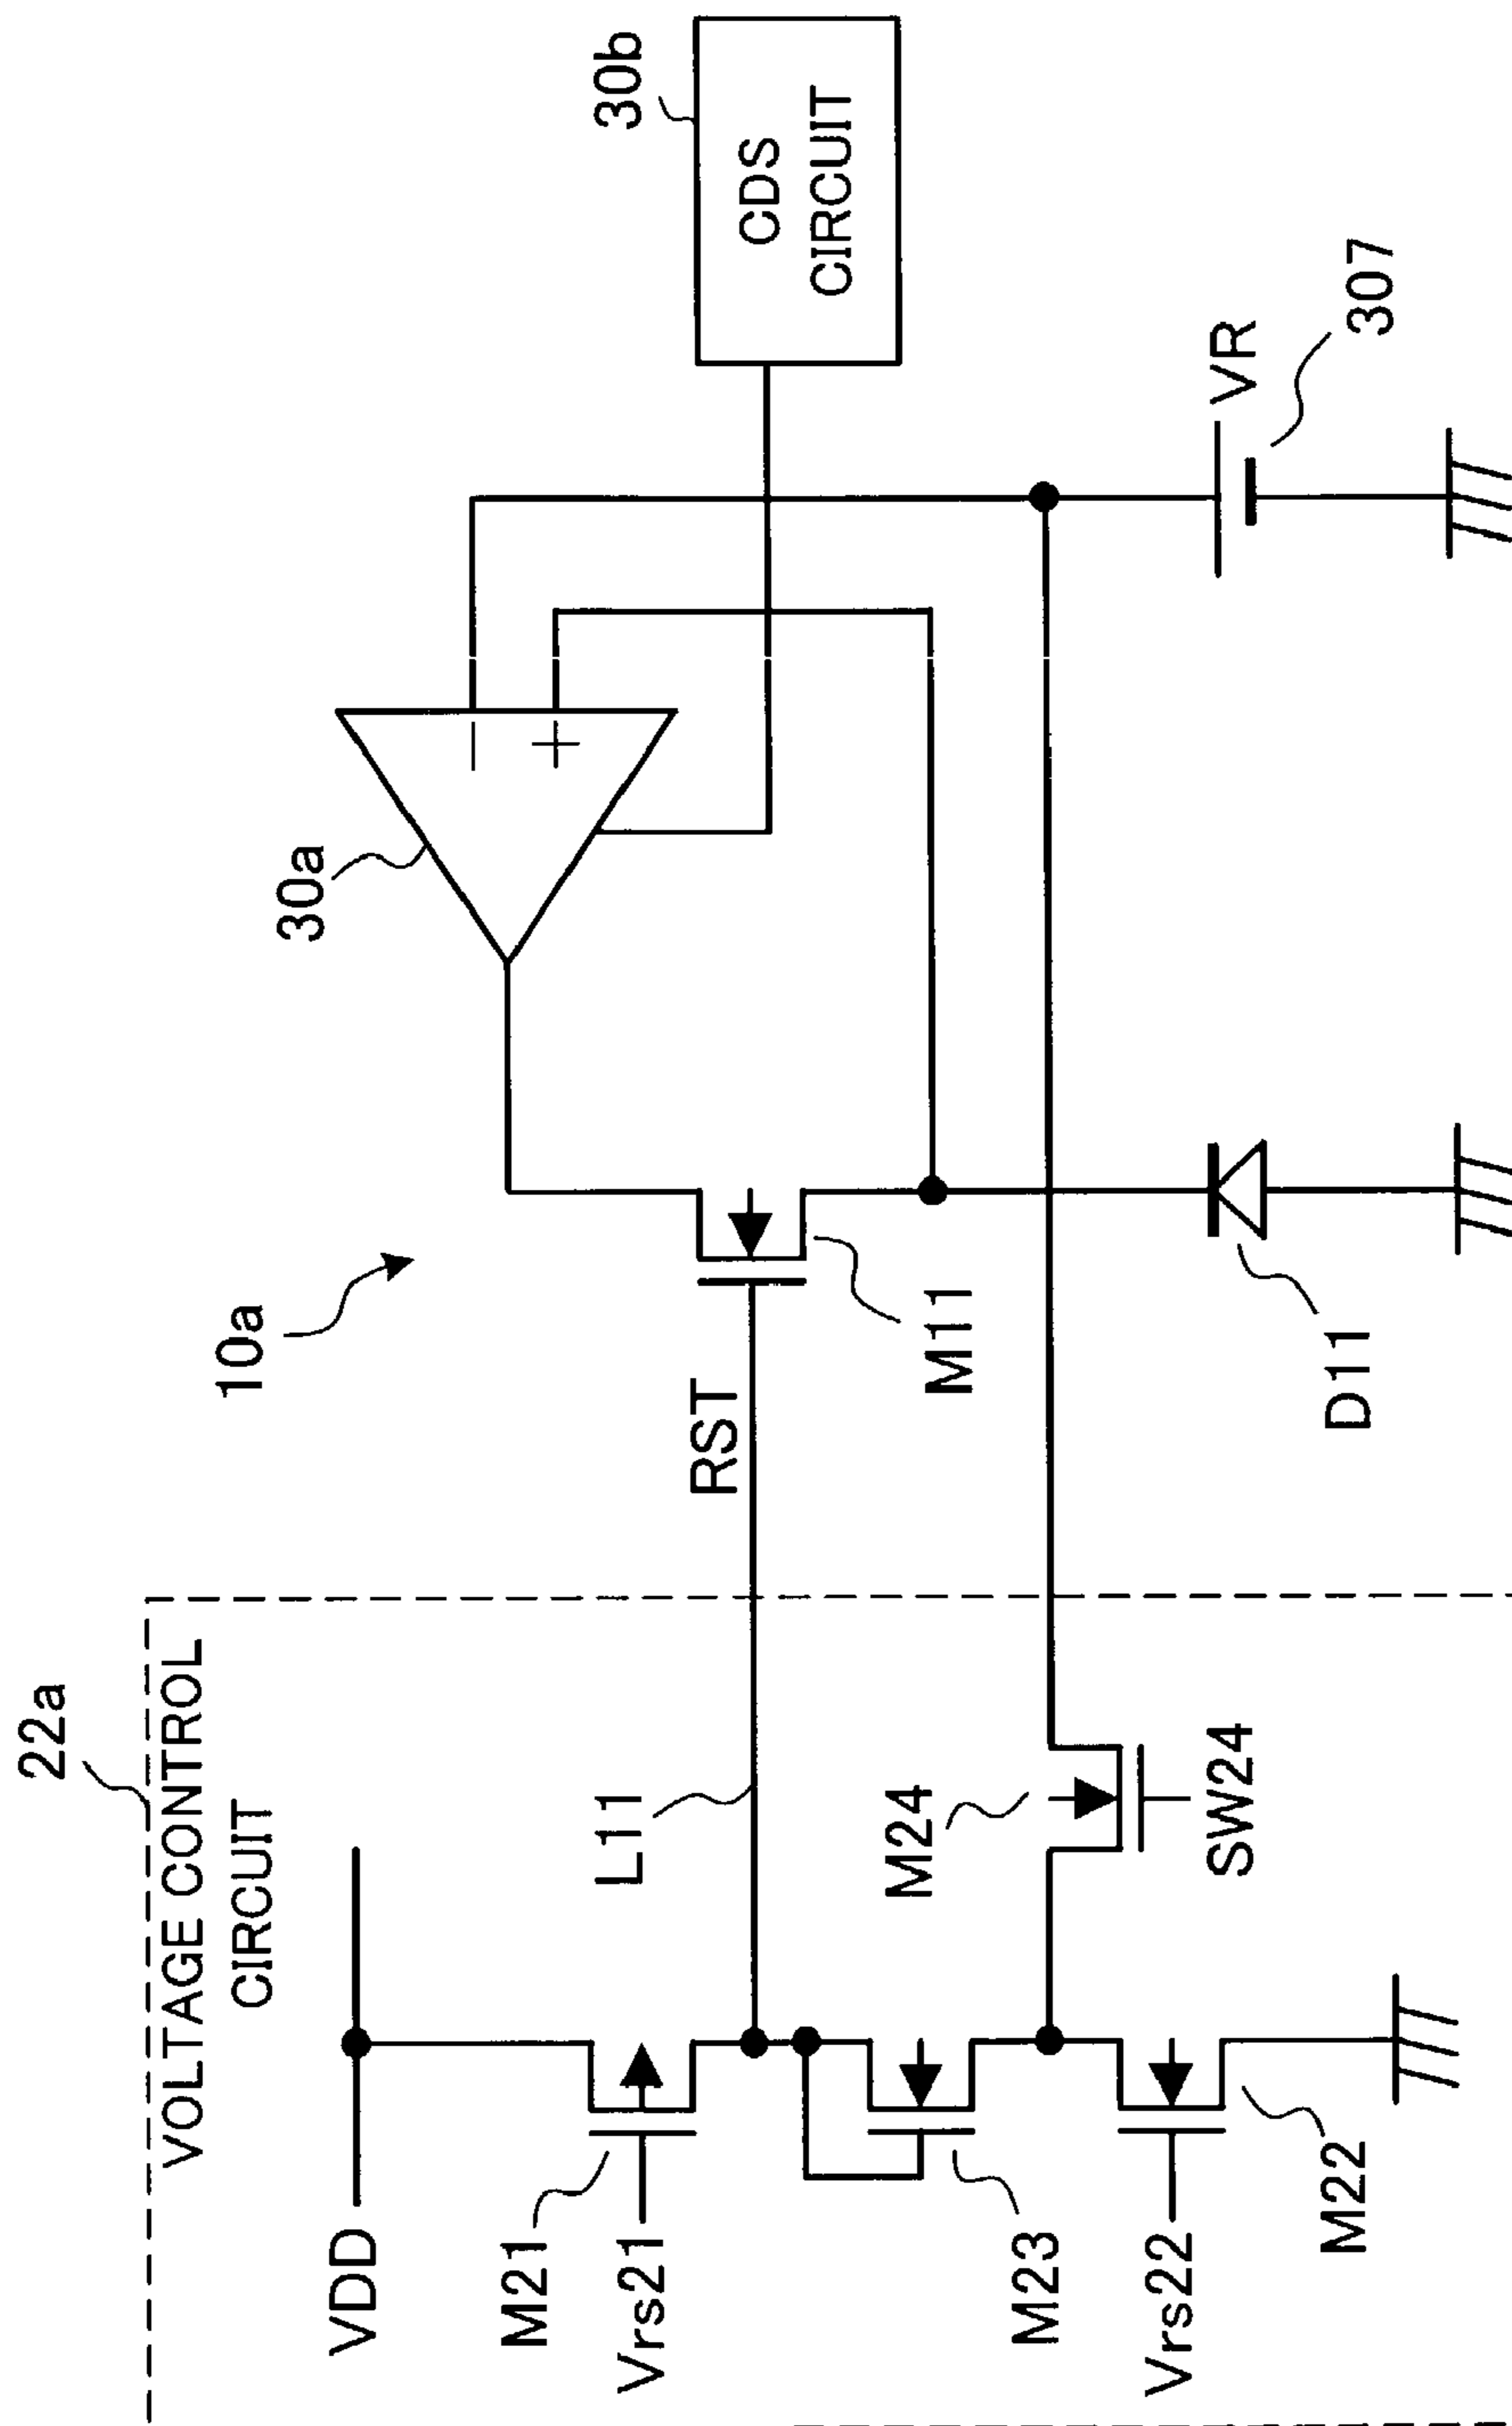 22a
VOLTAGE CONTROL
CIRCUIT
VDD
M21
Vrs21
L11
M23
Vrs22
M24
SW24
M22
10a
RST
M11
D11
30a
−
+
30b
CDS
CIRCUIT
VR
307